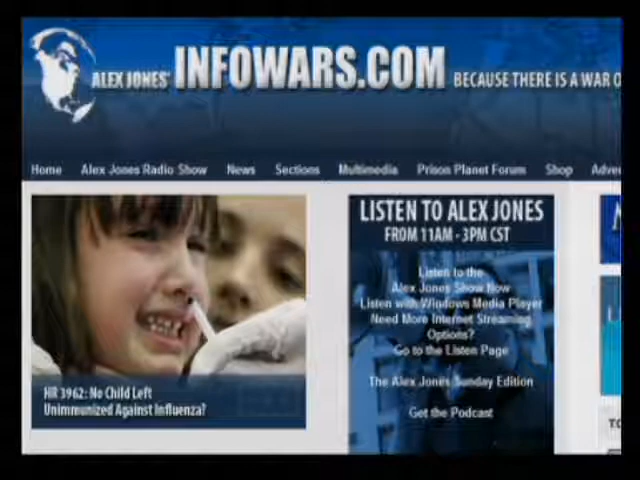 ALEX JONES' INFOWARS.COM BECAUSE THERE IS A WAR O
Home Alex Jones Radio Show News Sections Multimedia Prison Planet Forum Shop Adve
LISTEN TO ALEX JONES
FROM 11AM - 3PM CST
Listen to the
Alex Jones Show Now
Listen with Windows Media Player
Need More Internet Streaming
Options?
Go to the Listen Page
The Alex Jones Sunday Edition
Get the Podcast
HR 3962: No Child Left
Unimmunized Against Influenza?